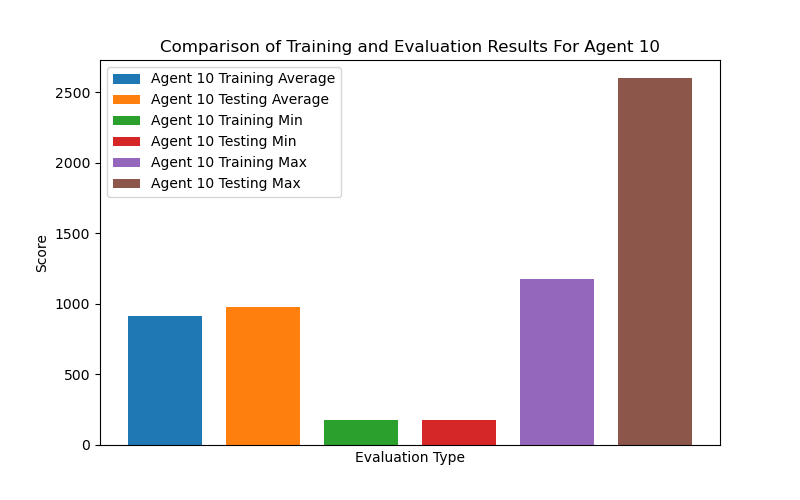 Comparison of Training and Evaluation Results For Agent 10
Agent 10 Training Average
Agent 10 Testing Average
Agent 10 Training Min
Agent 10 Testing Min
Agent 10 Training Max
Agent 10 Testing Max
2500
2000
1500
1000
500
0
Score
Evaluation Type